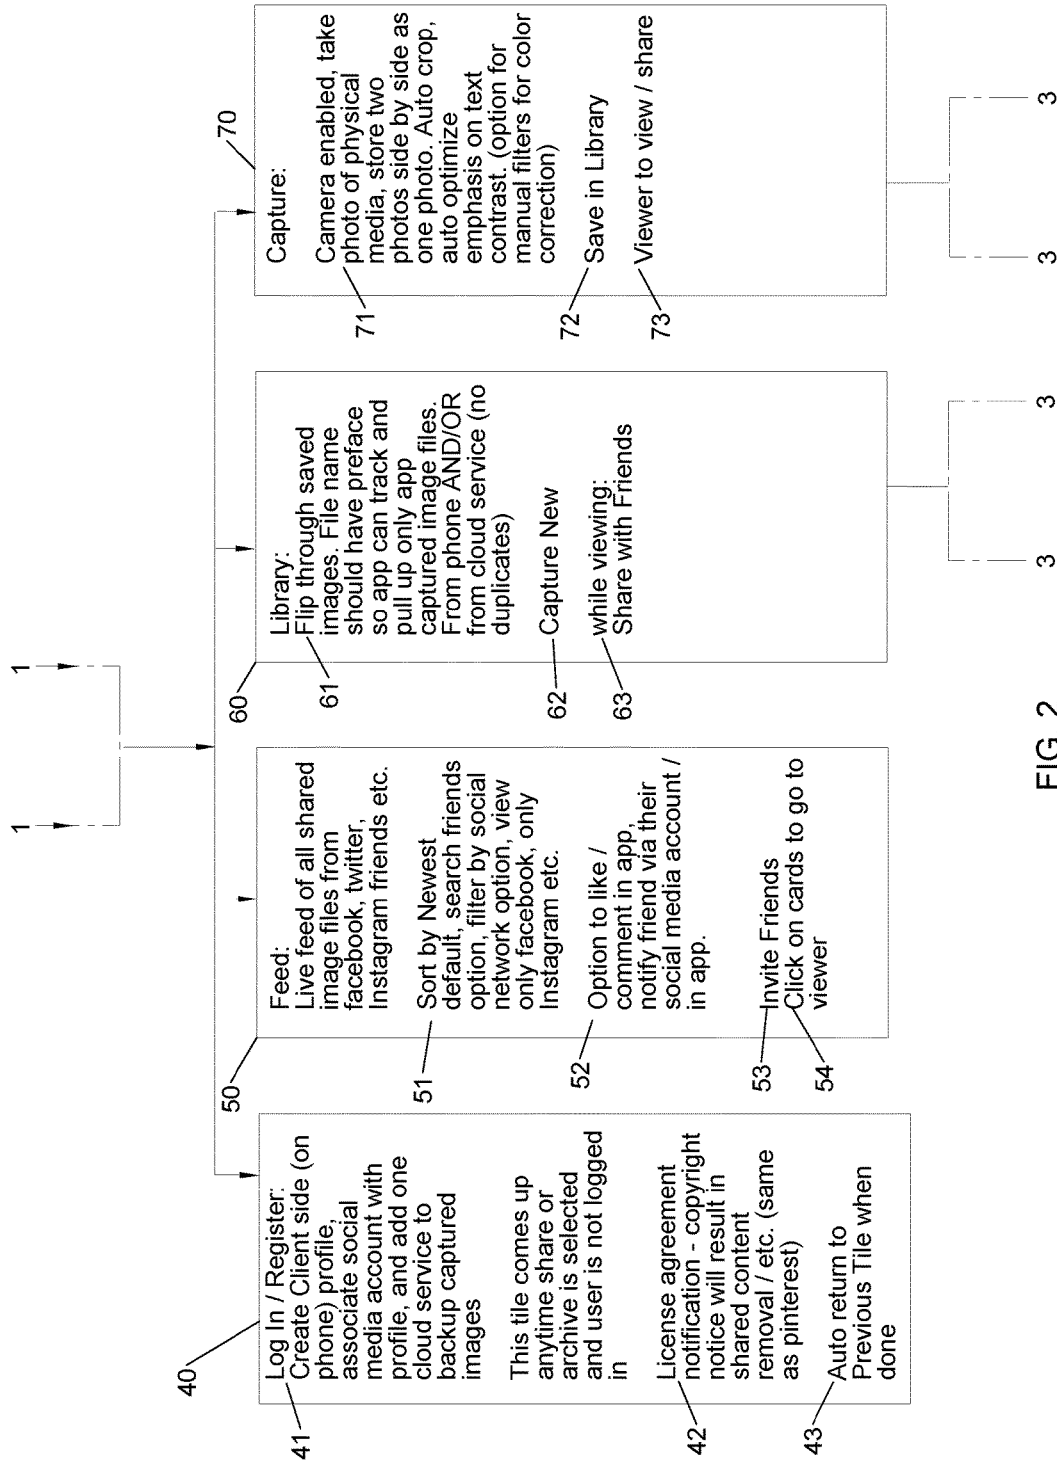 1
1
40
Log In / Register:
41
Create Client side (on
phone) profile,
associate social
media account with
profile, and add one
cloud service to
backup captured
images
This tile comes up
anytime share or
archive is selected
and user is not logged
in
License agreement
42
notification - copyright
notice will result in
shared content
removal / etc. (same
as pinterest)
Auto return to
43
Previous Tile when
done
50
Feed:
Live feed of all shared
image files from
facebook, twitter,
Instagram friends etc.
51
Sort by Newest
default, search friends
option, filter by social
network option, view
only facebook, only
Instagram etc.
52
Option to like /
comment in app,
notify friend via their
social media account /
in app.
53
Invite Friends
54
Click on cards to go to
viewer
60
Library:
61
Flip through saved
images. File name
should have preface
so app can track and
pull up only app
captured image files.
From phone AND/OR
from cloud service (no
duplicates)
62
Capture New
63
while viewing:
Share with Friends
70
Capture:
71
Camera enabled, take
photo of physical
media, store two
photos side by side as
one photo. Auto crop,
auto optimize
emphasis on text
contrast. (option for
manual filters for color
correction)
72
Save in Library
73
Viewer to view / share
3
3
3
3
FIG. 2